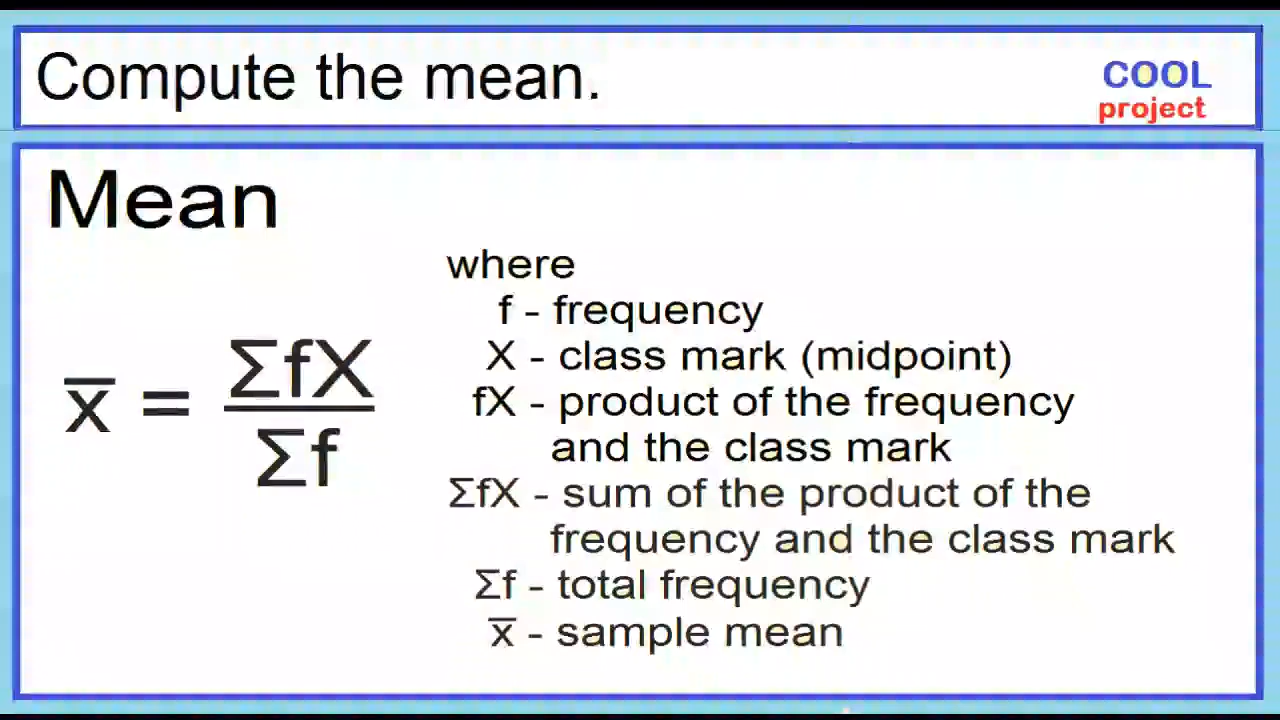 Compute the mean.
COOL
project
Mean
x̅ = ΣfX / Σf
where
f - frequency
X - class mark (midpoint)
fX - product of the frequency
and the class mark
ΣfX - sum of the product of the
frequency and the class mark
Σf - total frequency
x̅ - sample mean